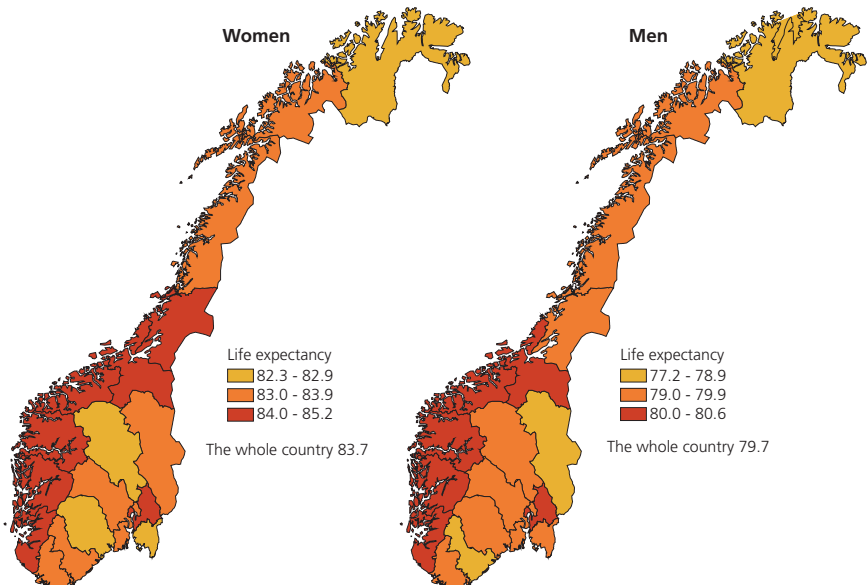 Women
Life expectancy
82.3 - 82.9
83.0 - 83.9
84.0 - 85.2
The whole country 83.7
Men
Life expectancy
77.2 - 78.9
79.0 - 79.9
80.0 - 80.6
The whole country 79.7